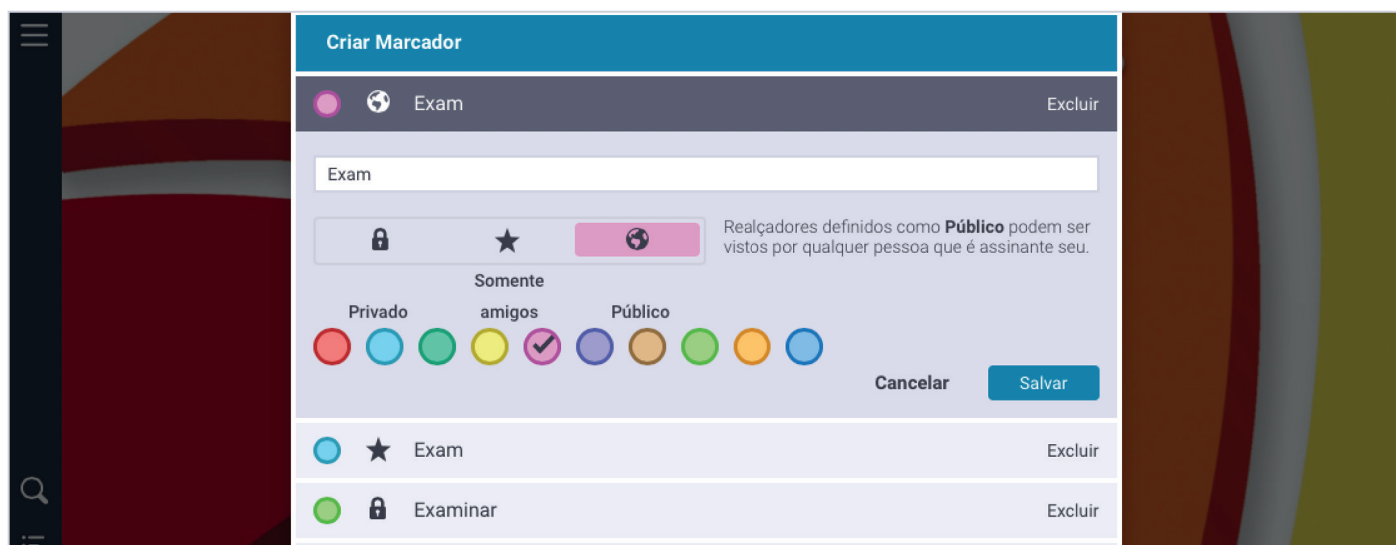 Criar Marcador
Exam Excluir
Exam
Realçadores definidos como Público podem ser
vistos por qualquer pessoa que é assinante seu.
Somente
Privado amigos Público
Cancelar Salvar
Exam Excluir
Examinar Excluir